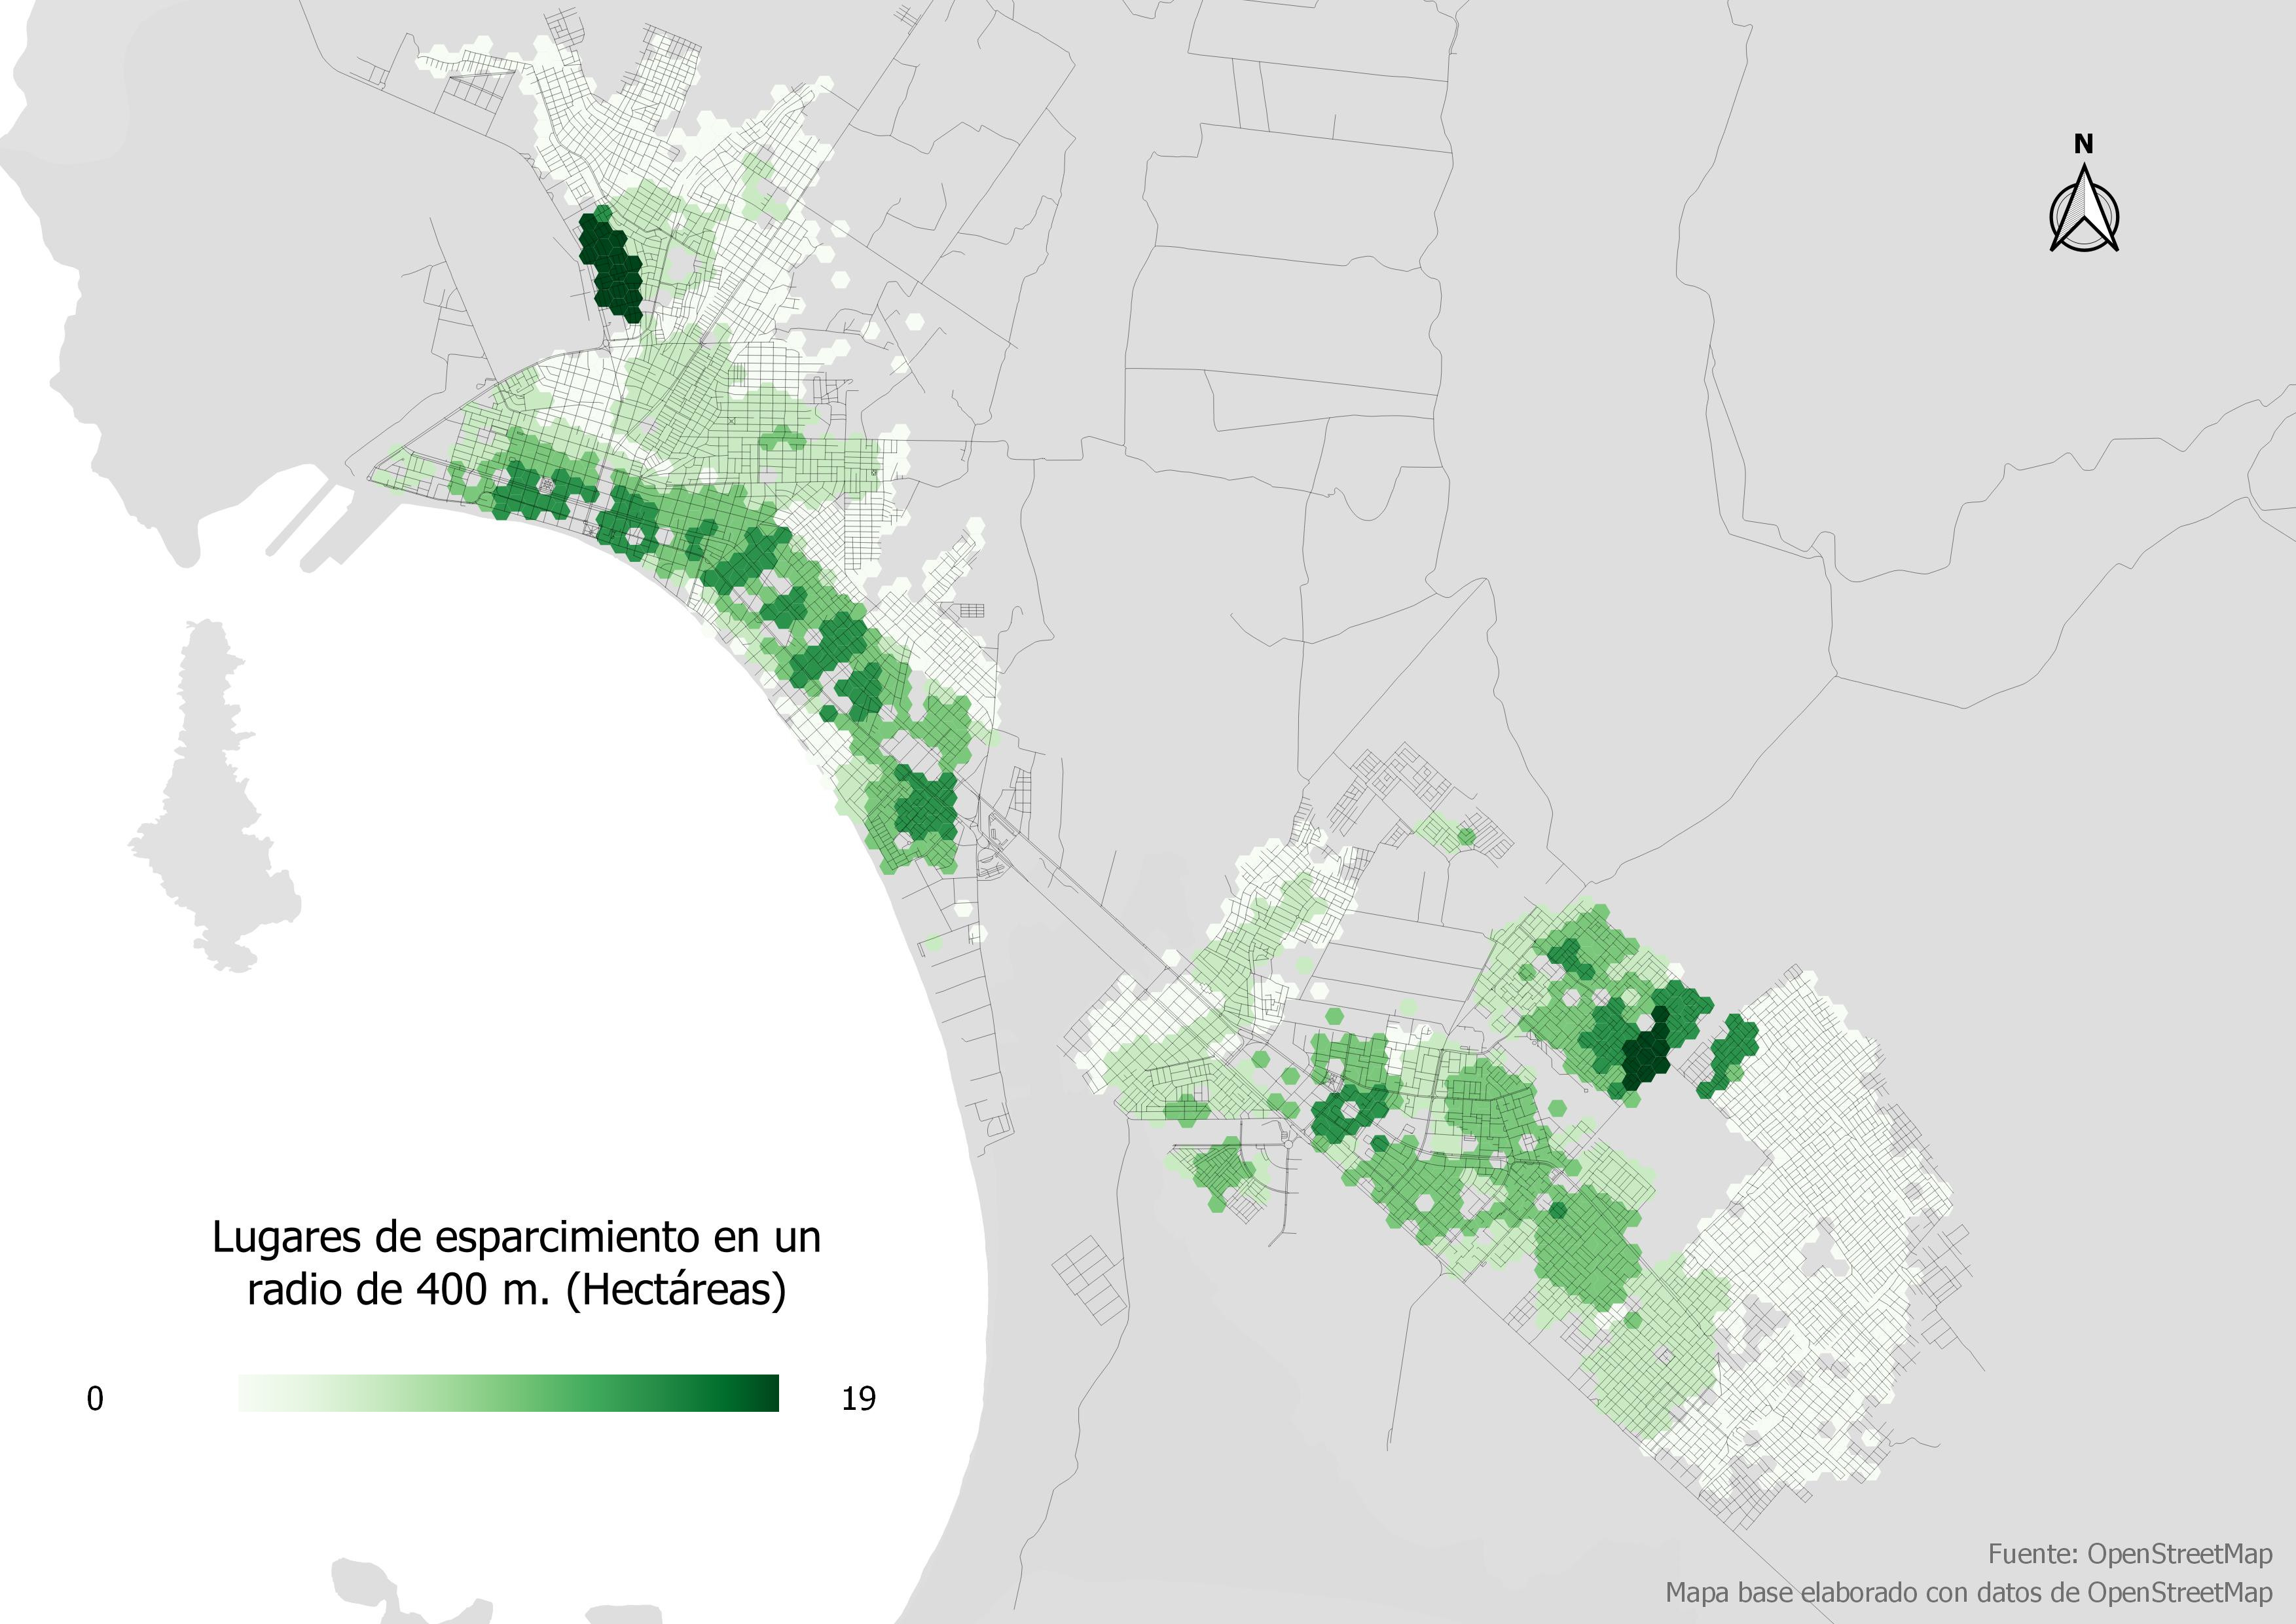 N
Lugares de esparcimiento en un
radio de 400 m. (Hectáreas)
0 19
Fuente: OpenStreetMap
Mapa base elaborado con datos de OpenStreetMap